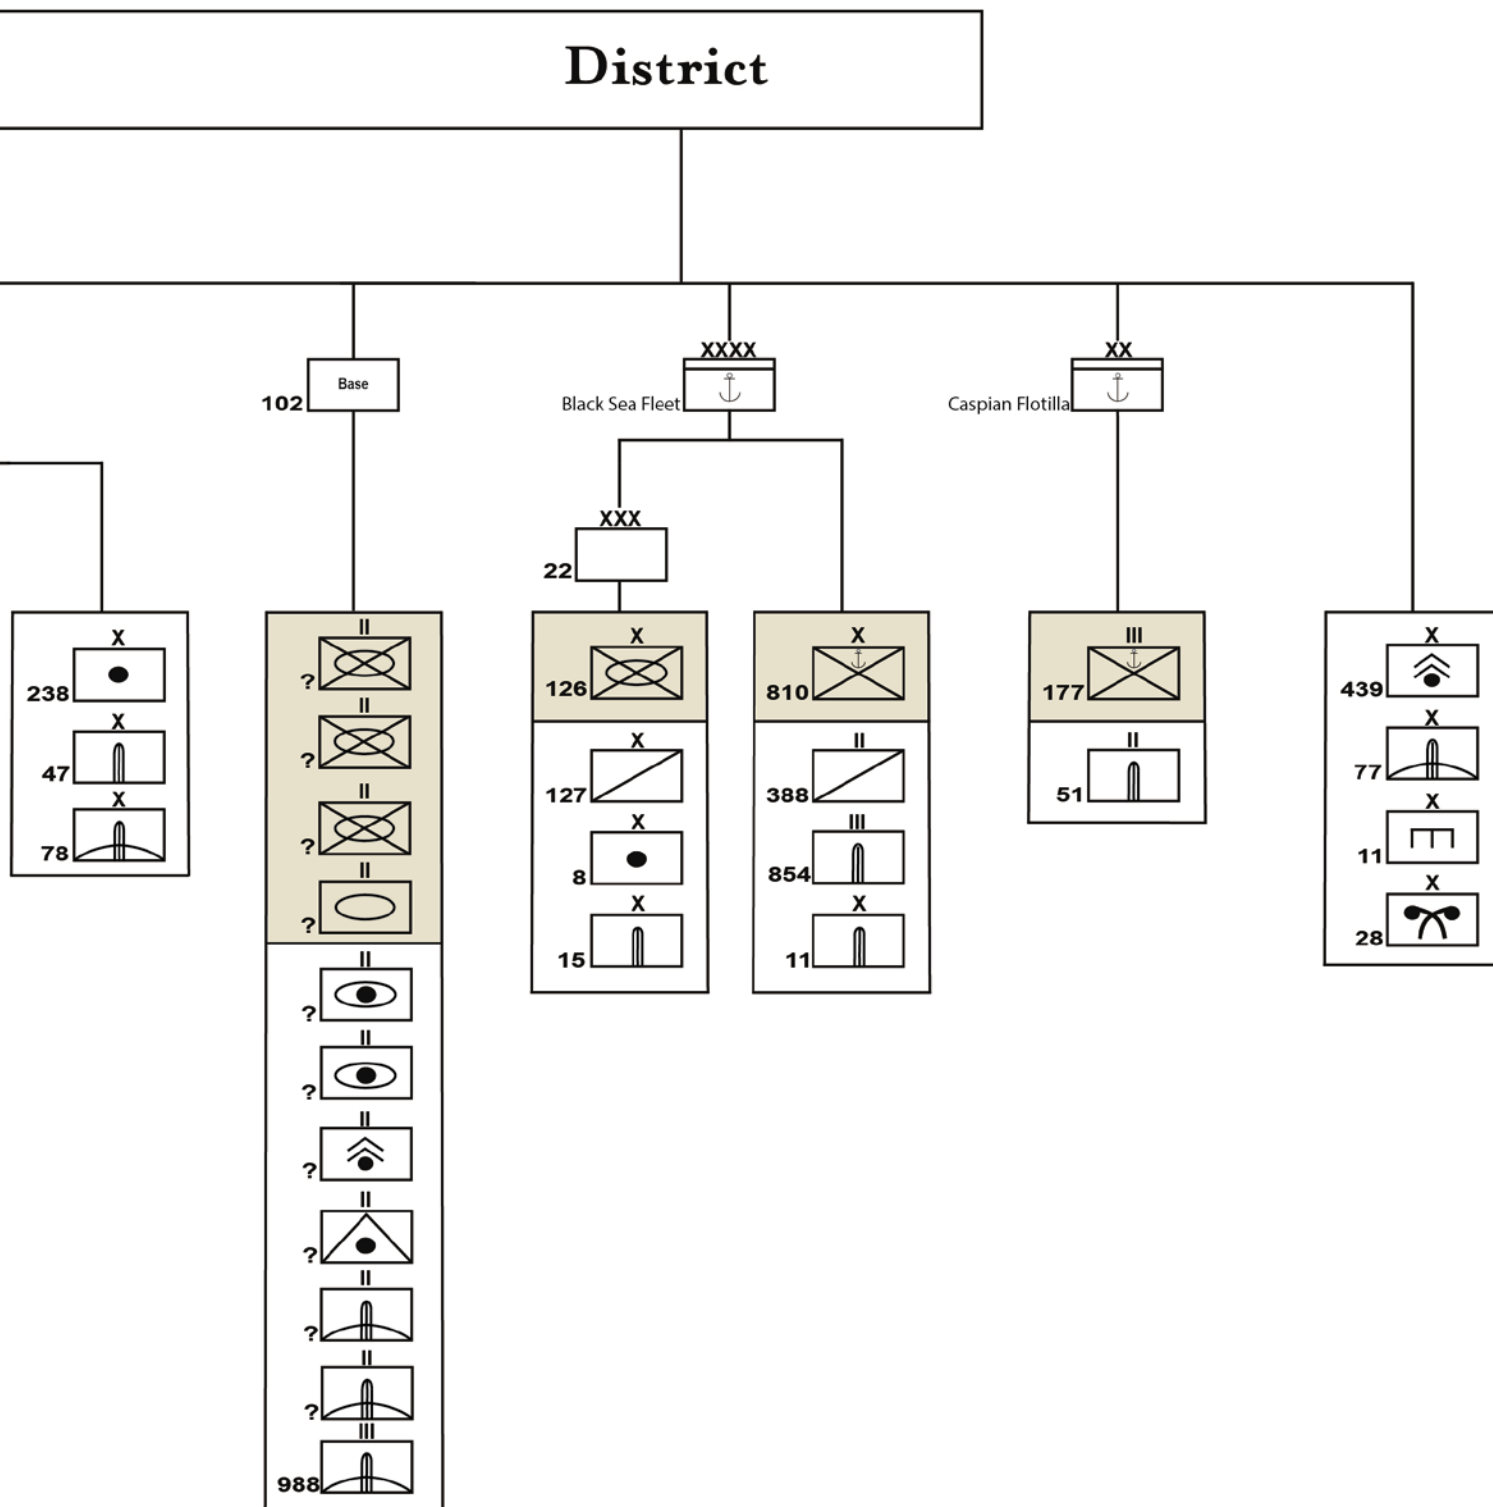 District
XXXX
XX
Base
102
Black Sea Fleet
Caspian Flotilla
XXX
22
X
238
X
47
X
78
II
?
II
?
II
?
II
?
II
?
II
?
II
?
II
?
II
?
II
?
III
988
X
126
X
127
X
8
X
15
X
810
II
388
III
854
X
11
III
177
II
51
X
439
X
77
X
11
X
28